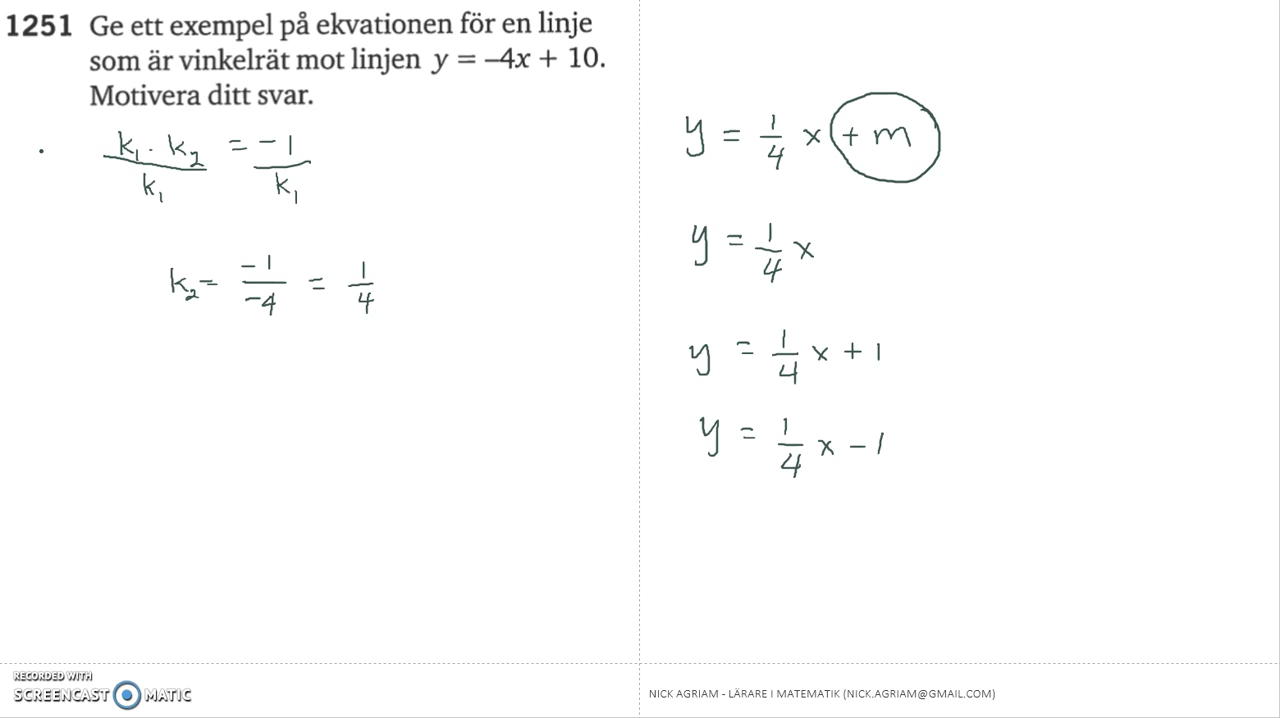 1251 Ge ett exempel på ekvationen för en linje
som är vinkelrät mot linjen y = –4x + 10.
Motivera ditt svar.
k₁ · k₂ / k₁ = -1 / k₁
k₂ = -1/-4 = 1/4
y = 1/4 x + m
y = 1/4 x
y = 1/4 x + 1
y = 1/4 x - 1
RECORDED WITH
SCREENCAST MATIC
NICK AGRIAM - LÄRARE I MATEMATIK (NICK.AGRIAM@GMAIL.COM)